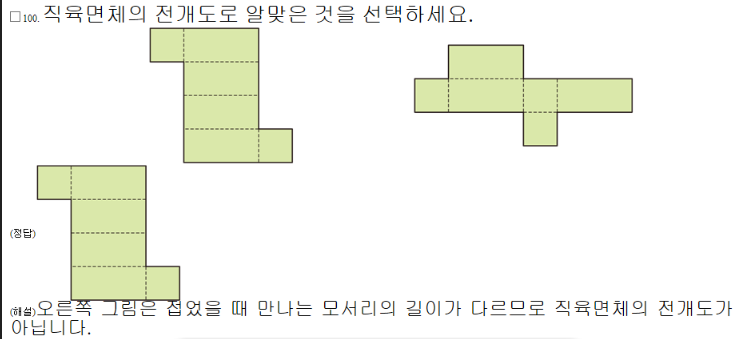 □100. 직육면체의 전개도로 알맞은 것을 선택하세요.
(정답)
(해설)오른쪽 그림은 접었을 때 만나는 모서리의 길이가 다르므로 직육면체의 전개도가
아닙니다.